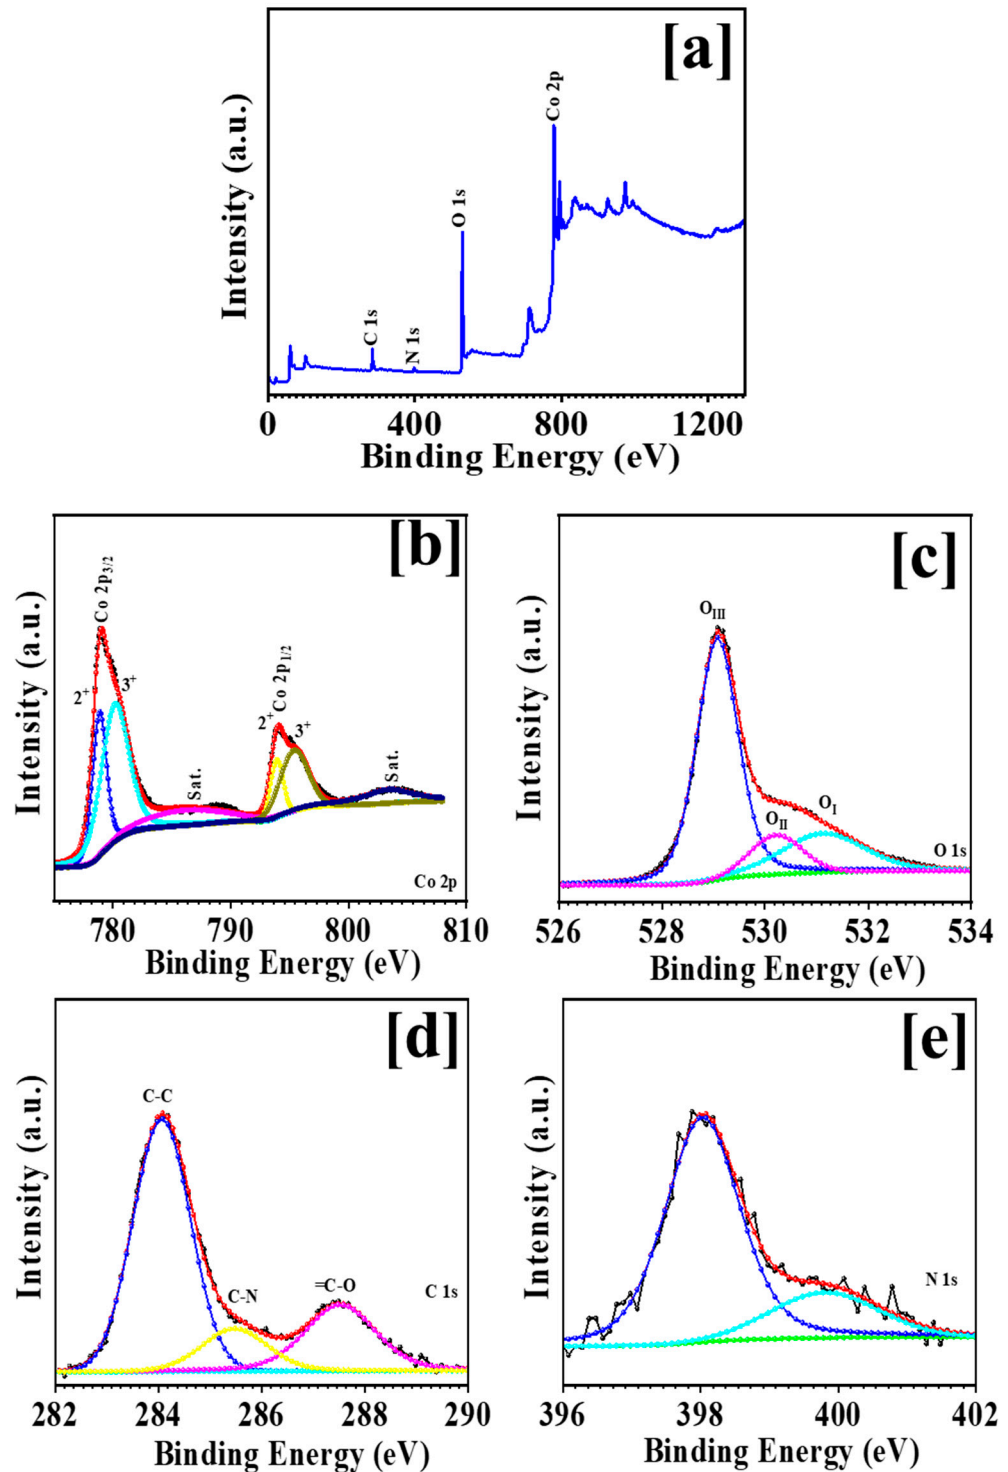 [a]
Intensity (a.u.)
C 1s
N 1s
O 1s
Co 2p
0 400 800 1200
Binding Energy (eV)
[b]
Intensity (a.u.)
Co 2p3/2
2+
3+
Sat.
Co 2p1/2
2+
3+
Sat.
Co 2p
780 790 800 810
Binding Energy (eV)
[c]
Intensity (a.u.)
OIII
OII
OI
O 1s
526 528 530 532 534
Binding Energy (eV)
[d]
Intensity (a.u.)
C-C
C-N
=C-O
C 1s
282 284 286 288 290
Binding Energy (eV)
[e]
Intensity (a.u.)
N 1s
396 398 400 402
Binding Energy (eV)